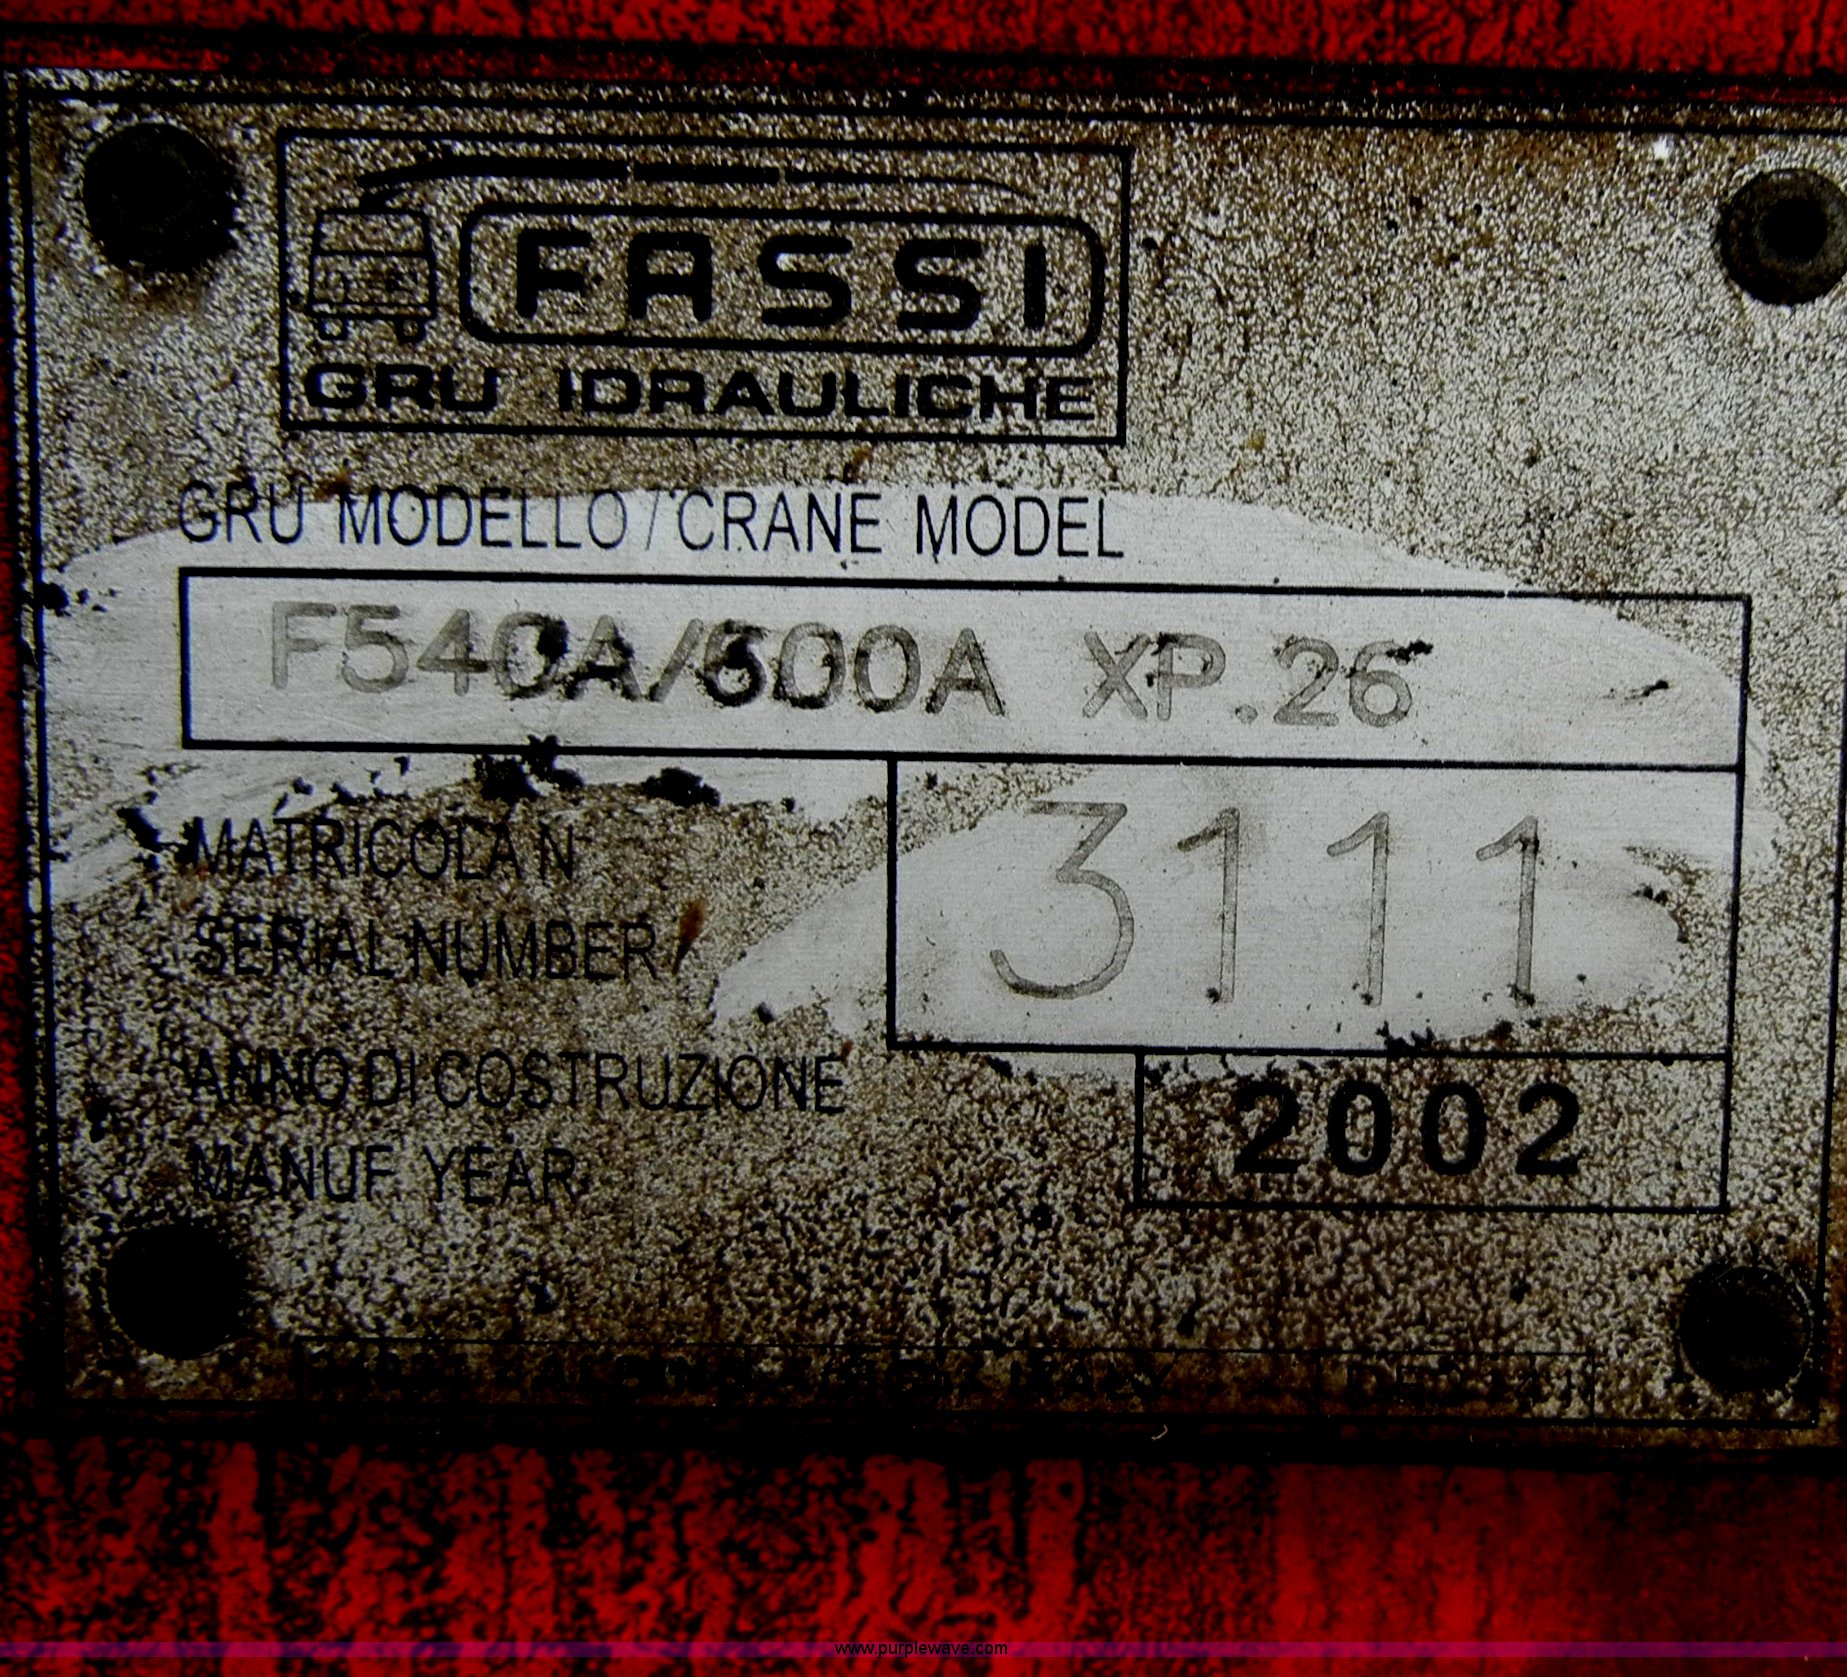 FASSI
GRU IDRAULICHE
GRU MODELLO / CRANE MODEL
F540A/600A XP.26
MATRICOLA N
SERIAL NUMBER
3111
ANNO DI COSTRUZIONE
MANUF. YEAR
2002
www.purplewave.com